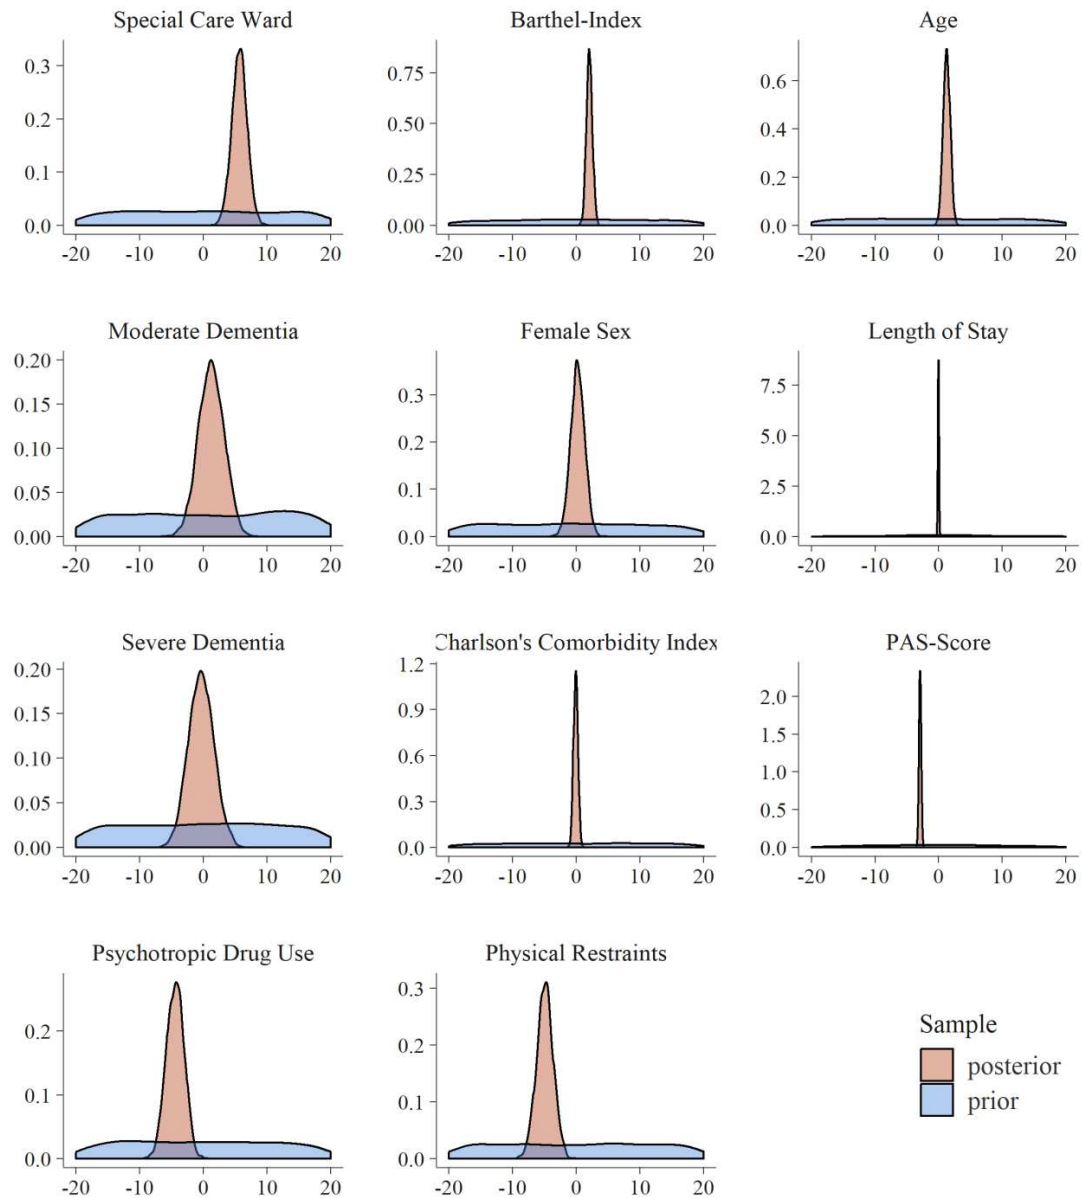 Special Care Ward
Barthel-Index
Age
0.3
0.2
0.1
0.0
-20 -10 0 10 20
0.75
0.50
0.25
0.00
-20 -10 0 10 20
0.6
0.4
0.2
0.0
-20 -10 0 10 20
Moderate Dementia
Female Sex
Length of Stay
0.20
0.15
0.10
0.05
0.00
-20 -10 0 10 20
0.3
0.2
0.1
0.0
-20 -10 0 10 20
7.5
5.0
2.5
0.0
-20 -10 0 10 20
Severe Dementia
Charlson's Comorbidity Index
PAS-Score
0.20
0.15
0.10
0.05
0.00
-20 -10 0 10 20
1.2
0.9
0.6
0.3
0.0
-20 -10 0 10 20
2.0
1.5
1.0
0.5
0.0
-20 -10 0 10 20
Psychotropic Drug Use
Physical Restraints
0.2
0.1
0.0
-20 -10 0 10 20
0.3
0.2
0.1
0.0
-20 -10 0 10 20
Sample
posterior
prior